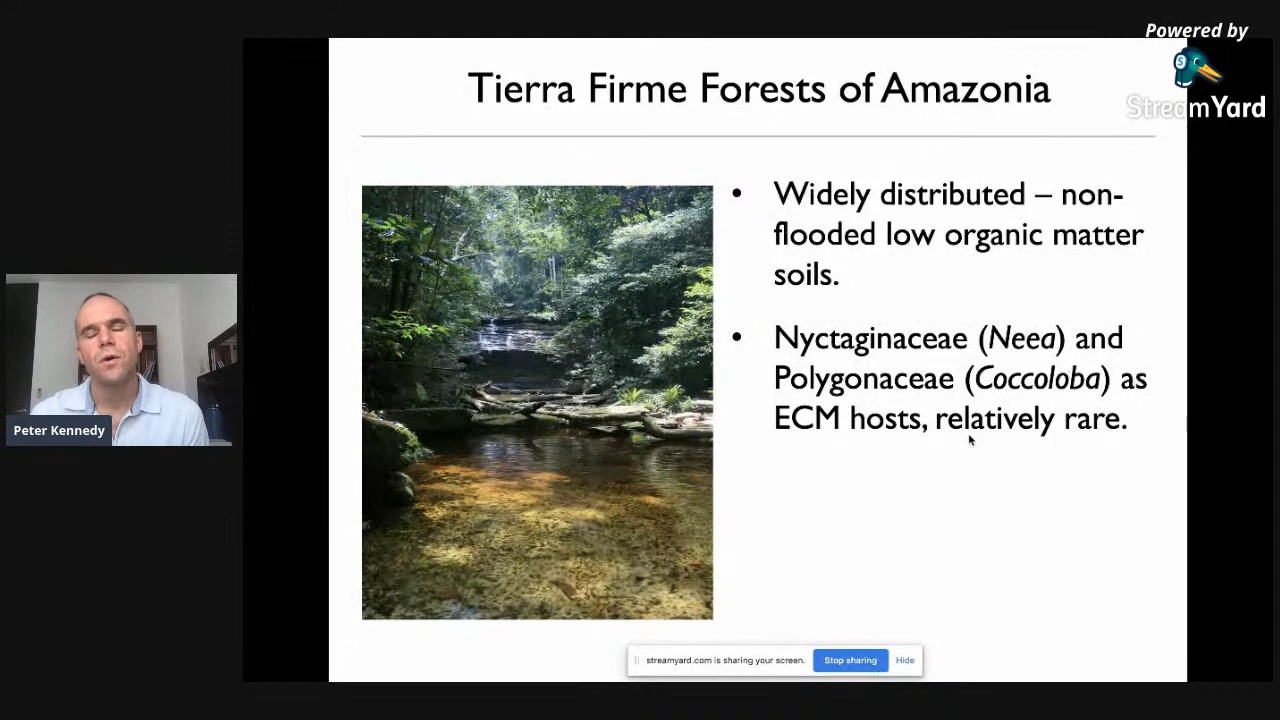 Powered by
StreamYard
Tierra Firme Forests of Amazonia
• Widely distributed – non-
flooded low organic matter
soils.
• Nyctaginaceae (Neea) and
Polygonaceae (Coccoloba) as
ECM hosts, relatively rare.
Peter Kennedy
streamyard.com is sharing your screen. Stop sharing Hide